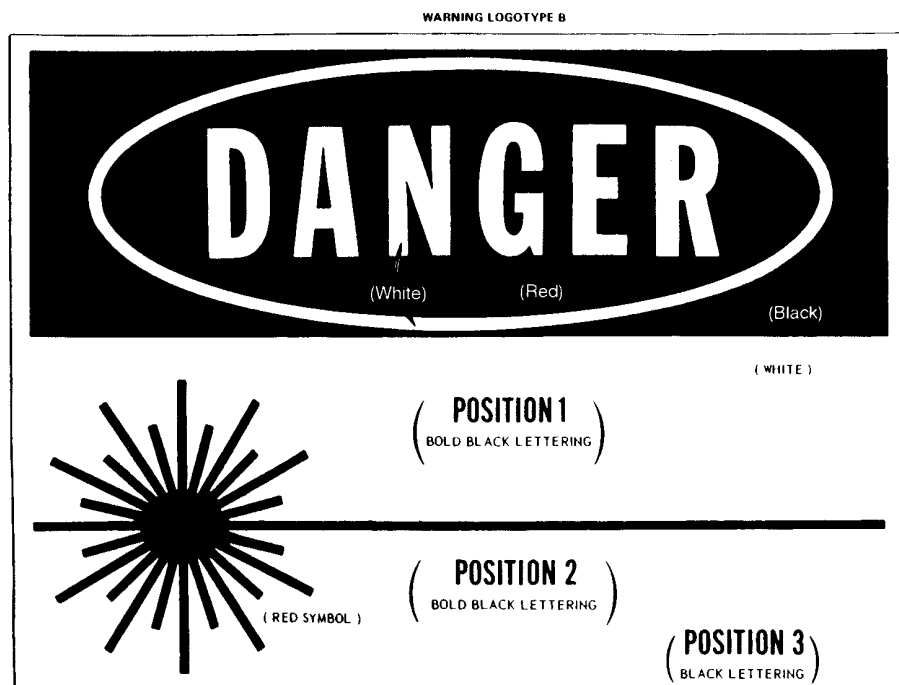 WARNING LOGOTYPE B
DANGER
(White)
(Red)
(Black)
( WHITE )
( POSITION 1
BOLD BLACK LETTERING )
( POSITION 2
BOLD BLACK LETTERING )
( RED SYMBOL )
( POSITION 3
BLACK LETTERING )